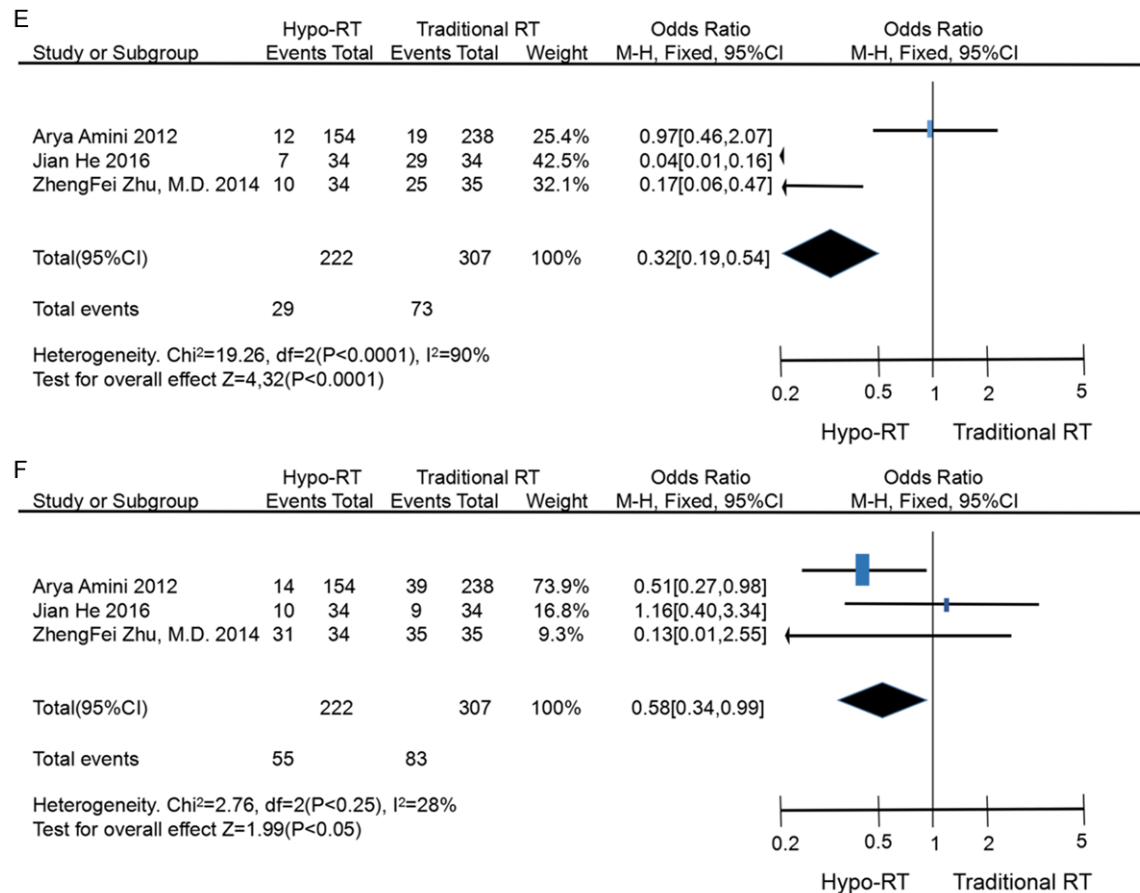 E
Hypo-RT Traditional RT Odds Ratio Odds Ratio
Study or Subgroup Events Total Events Total Weight M-H, Fixed, 95%CI M-H, Fixed, 95%CI
Arya Amini 2012 12 154 19 238 25.4% 0.97[0.46,2.07]
Jian He 2016 7 34 29 34 42.5% 0.04[0.01,0.16]
ZhengFei Zhu, M.D. 2014 10 34 25 35 32.1% 0.17[0.06,0.47]
Total(95%CI) 222 307 100% 0.32[0.19,0.54]
Total events 29 73
Heterogeneity. Chi²=19.26, df=2(P<0.0001), I²=90%
Test for overall effect Z=4,32(P<0.0001)
0.2 0.5 1 2 5
Hypo-RT Traditional RT
F
Hypo-RT Traditional RT Odds Ratio Odds Ratio
Study or Subgroup Events Total Events Total Weight M-H, Fixed, 95%CI M-H, Fixed, 95%CI
Arya Amini 2012 14 154 39 238 73.9% 0.51[0.27,0.98]
Jian He 2016 10 34 9 34 16.8% 1.16[0.40,3.34]
ZhengFei Zhu, M.D. 2014 31 34 35 35 9.3% 0.13[0.01,2.55]
Total(95%CI) 222 307 100% 0.58[0.34,0.99]
Total events 55 83
Heterogeneity. Chi²=2.76, df=2(P<0.25), I²=28%
Test for overall effect Z=1.99(P<0.05)
0.2 0.5 1 2 5
Hypo-RT Traditional RT